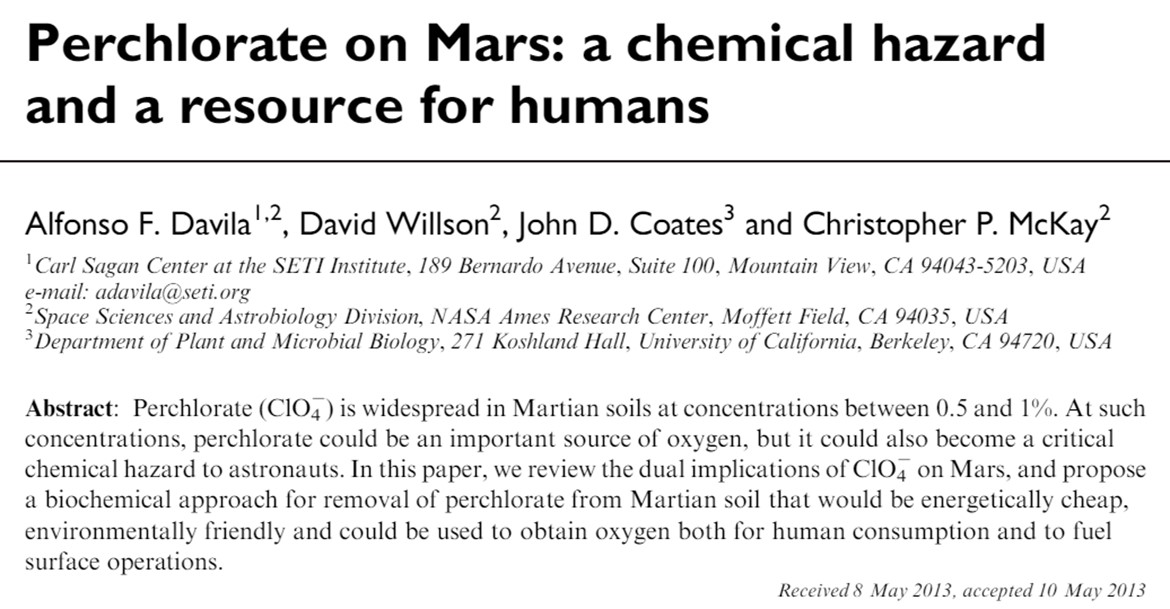 Perchlorate on Mars: a chemical hazard
and a resource for humans
Alfonso F. Davila1,2, David Willson2, John D. Coates3 and Christopher P. McKay2
1Carl Sagan Center at the SETI Institute, 189 Bernardo Avenue, Suite 100, Mountain View, CA 94043-5203, USA
e-mail: adavila@seti.org
2Space Sciences and Astrobiology Division, NASA Ames Research Center, Moffett Field, CA 94035, USA
3Department of Plant and Microbial Biology, 271 Koshland Hall, University of California, Berkeley, CA 94720, USA
Abstract: Perchlorate (ClO4−) is widespread in Martian soils at concentrations between 0.5 and 1%. At such
concentrations, perchlorate could be an important source of oxygen, but it could also become a critical
chemical hazard to astronauts. In this paper, we review the dual implications of ClO4− on Mars, and propose
a biochemical approach for removal of perchlorate from Martian soil that would be energetically cheap,
environmentally friendly and could be used to obtain oxygen both for human consumption and to fuel
surface operations.
Received 8 May 2013, accepted 10 May 2013